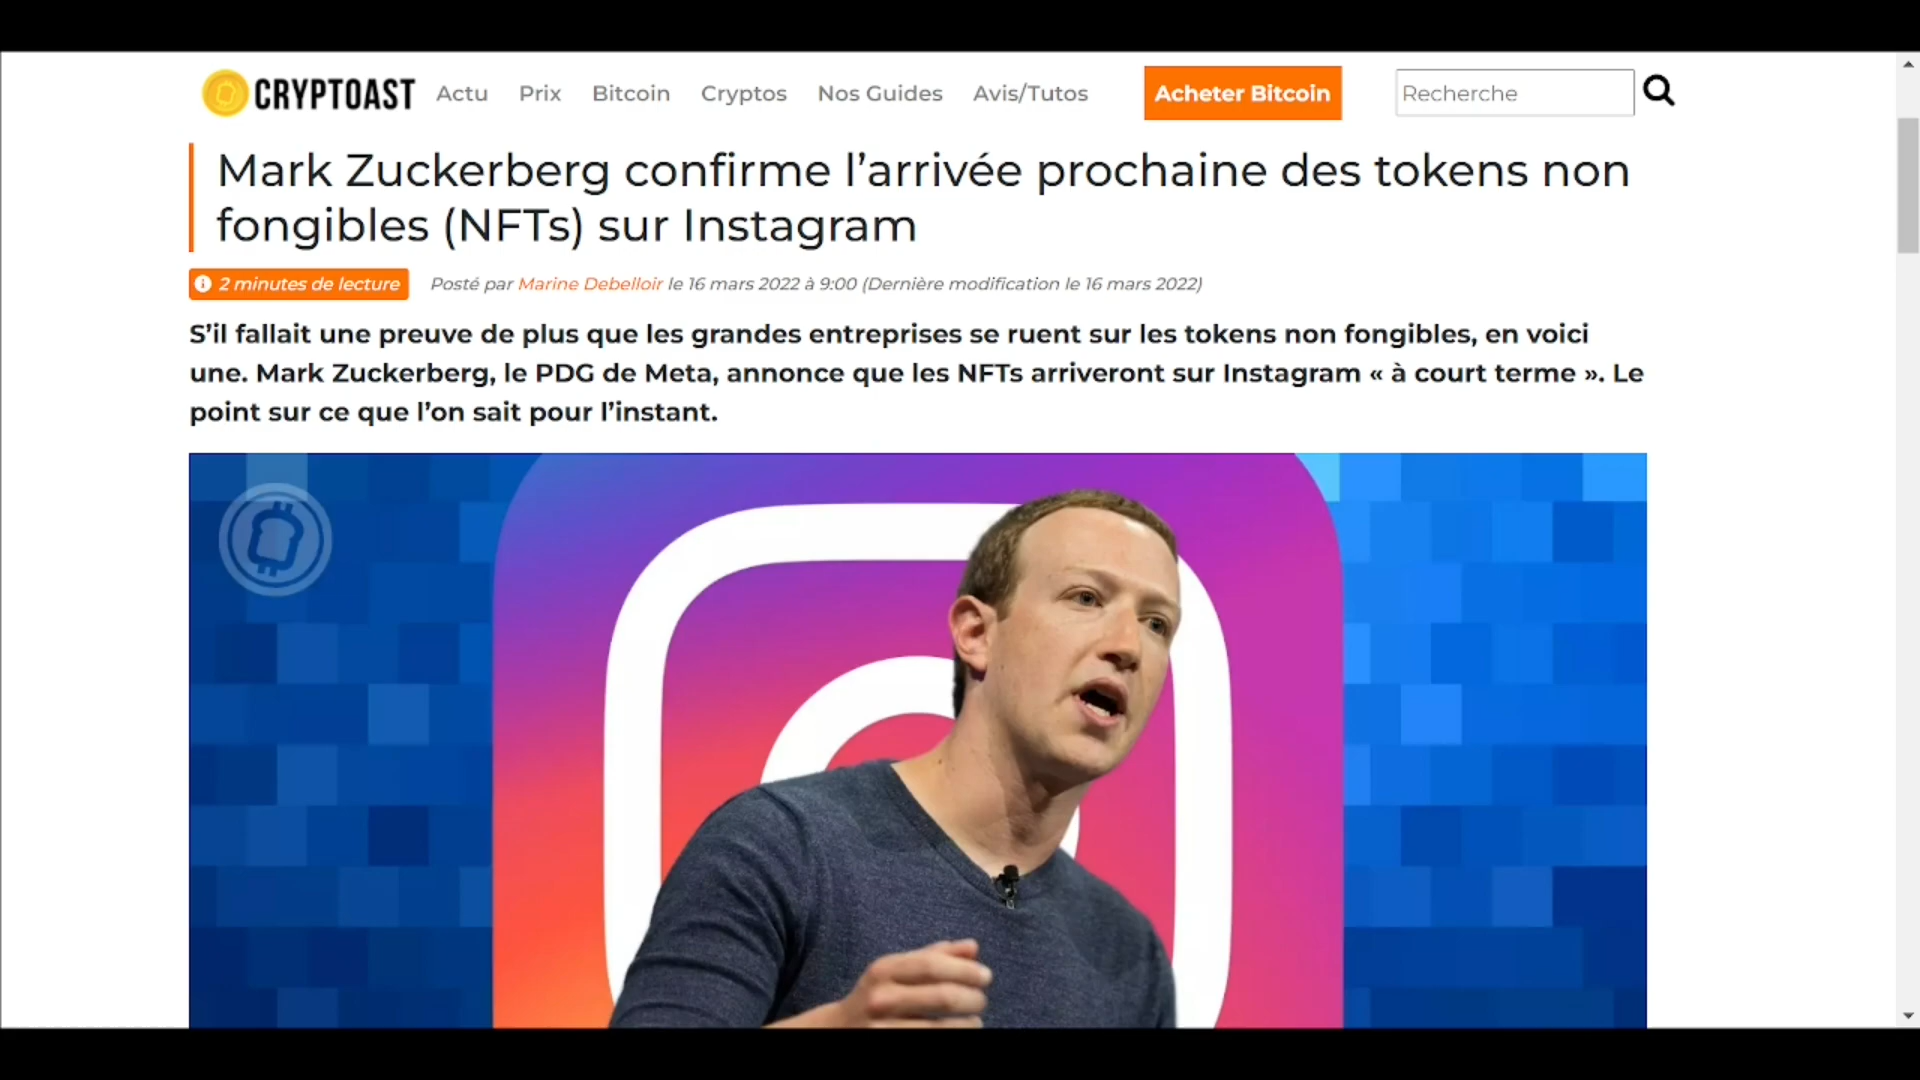 CRYPTOAST Actu Prix Bitcoin Cryptos Nos Guides Avis/Tutos Acheter Bitcoin Recherche
Mark Zuckerberg confirme l’arrivée prochaine des tokens non
fongibles (NFTs) sur Instagram
2 minutes de lecture Posté par Marine Debelloir le 16 mars 2022 à 9:00 (Dernière modification le 16 mars 2022)
S’il fallait une preuve de plus que les grandes entreprises se ruent sur les tokens non fongibles, en voici
une. Mark Zuckerberg, le PDG de Meta, annonce que les NFTs arriveront sur Instagram « à court terme ». Le
point sur ce que l’on sait pour l’instant.